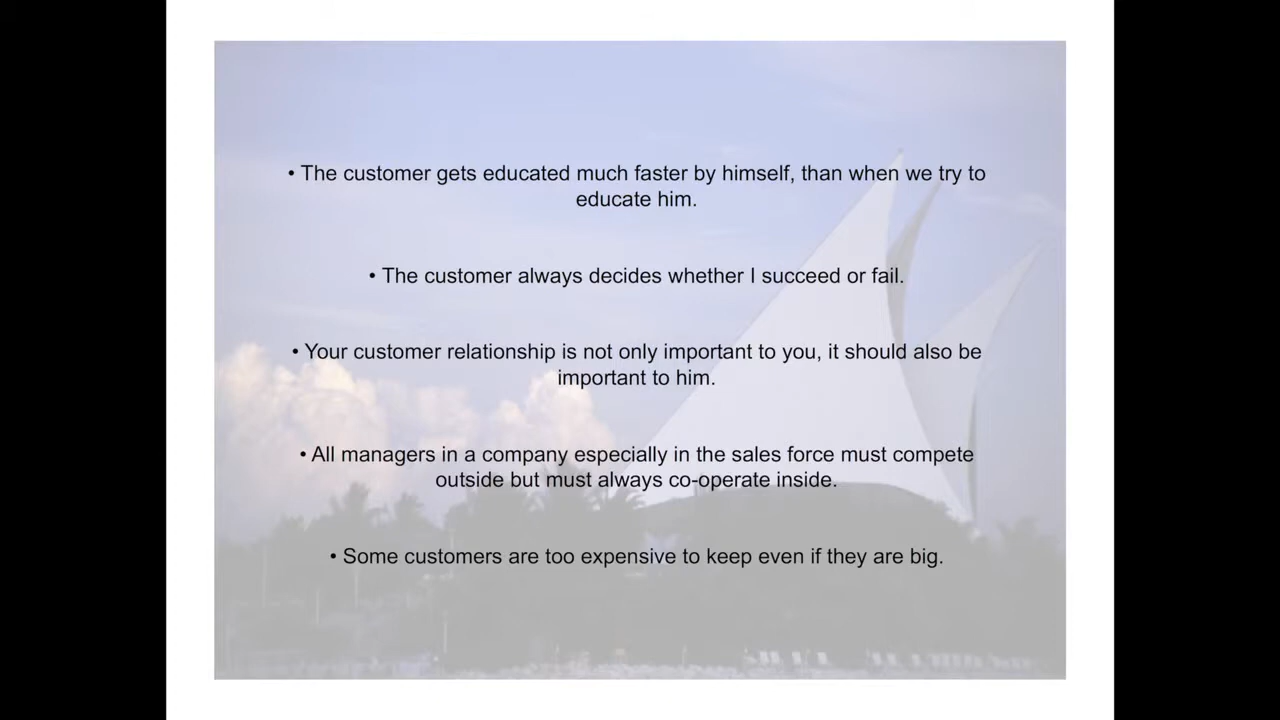 • The customer gets educated much faster by himself, than when we try to
educate him.
• The customer always decides whether I succeed or fail.
• Your customer relationship is not only important to you, it should also be
important to him.
• All managers in a company especially in the sales force must compete
outside but must always co-operate inside.
• Some customers are too expensive to keep even if they are big.